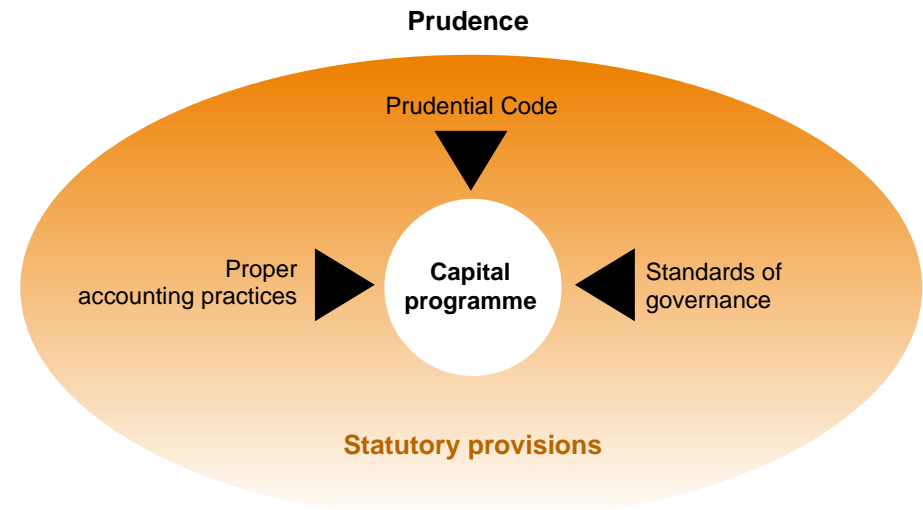 Prudence
Prudential Code
Proper
accounting practices
Capital
programme
Standards of
governance
Statutory provisions